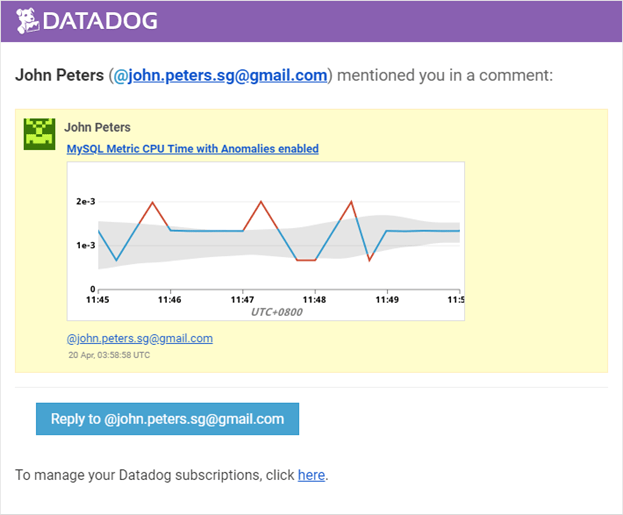 DATADOG
John Peters (@john.peters.sg@gmail.com) mentioned you in a comment:
John Peters
MySQL Metric CPU Time with Anomalies enabled
2e-3
1e-3
0
11:45 11:46 11:47 11:48 11:49 11:5
UTC+0800
@john.peters.sg@gmail.com
20 Apr, 03:58:58 UTC
Reply to @john.peters.sg@gmail.com
To manage your Datadog subscriptions, click here.